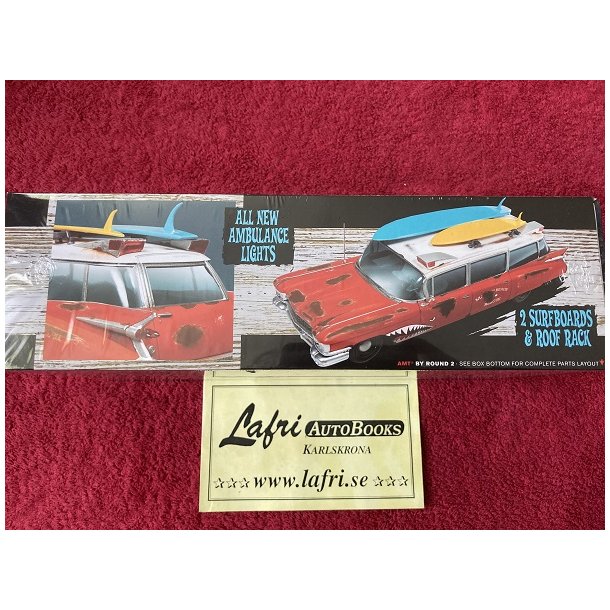 ALL NEW
AMBULANCE
LIGHTS
2 SURFBOARDS
& ROOF RACK
AMT® BY ROUND 2 · SEE BOX BOTTOM FOR COMPLETE PARTS LAYOUT
Lafri AUTOBOOKS
KARLSKRONA
www.lafri.se